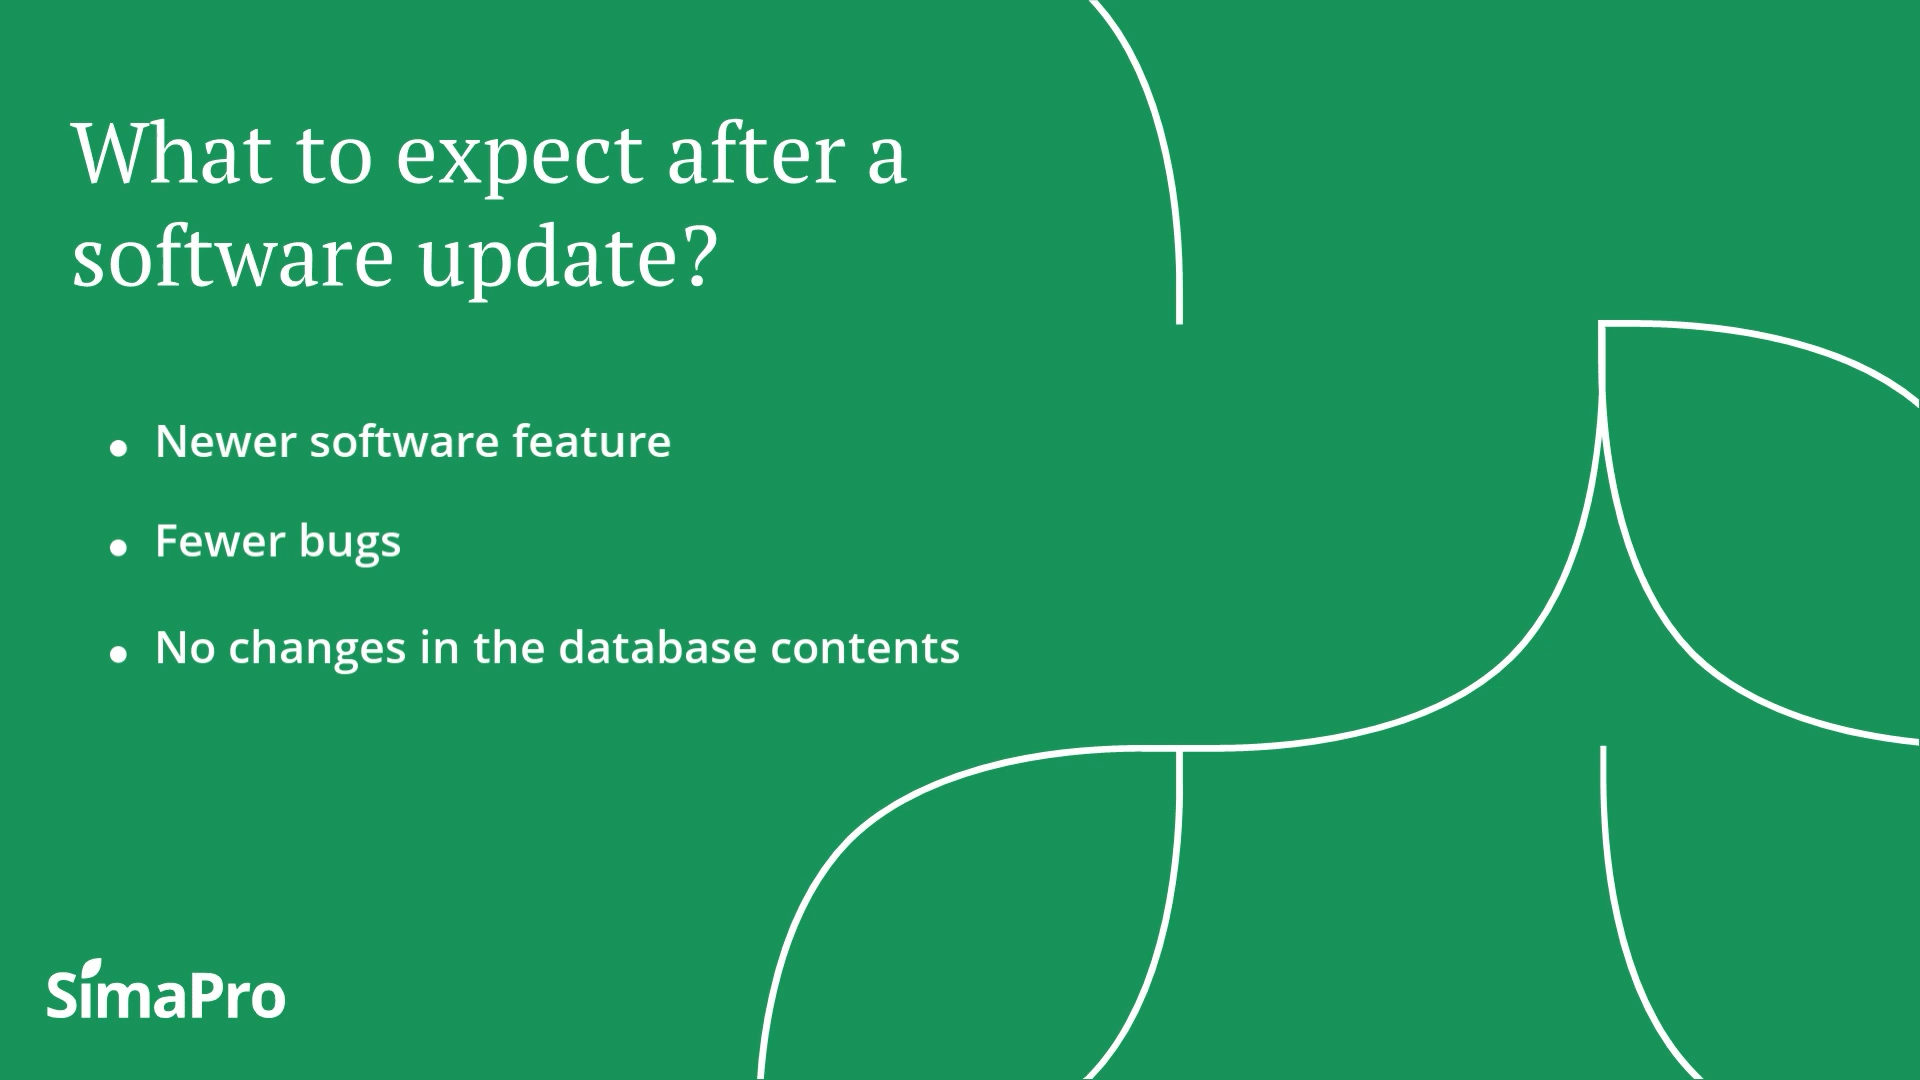 What to expect after a
software update?
• Newer software feature
• Fewer bugs
• No changes in the database contents
SimaPro